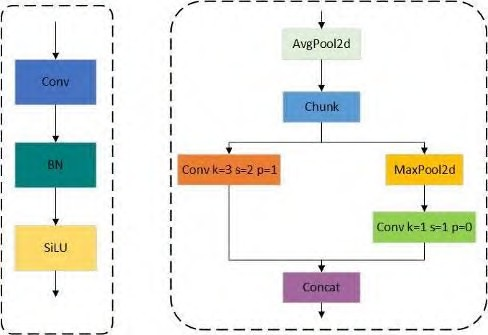 Conv
BN
SiLU
AvgPool2d
Chunk
Conv k=3 s=2 p=1
MaxPool2d
Conv k=1 s=1 p=0
Concat